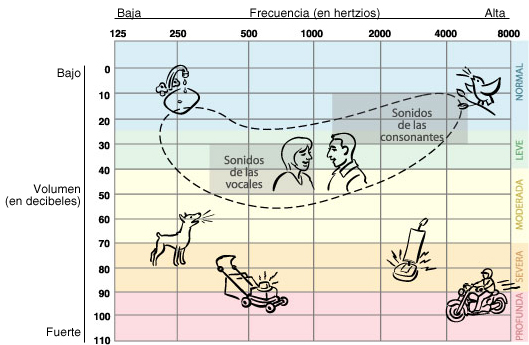 Baja Frecuencia (en hertzios) Alta
125 250 500 1000 2000 4000 8000
Bajo
Volumen
(en decibeles)
Fuerte
0
10
20
30
40
50
60
70
80
90
100
110
Sonidos
de las
consonantes
Sonidos
de las
vocales
NORMAL
LEVE
MODERADA
SEVERA
PROFUNDA